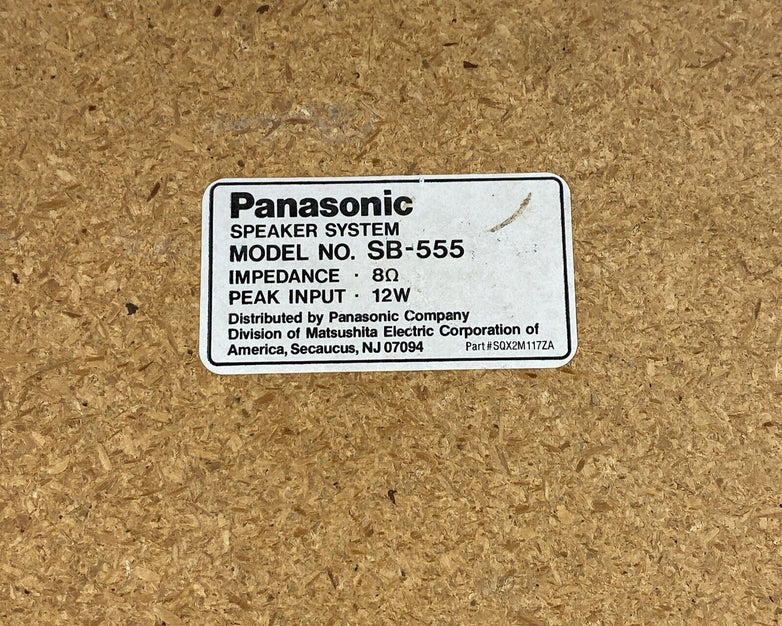 Panasonic
SPEAKER SYSTEM
MODEL NO. SB-555
IMPEDANCE · 8Ω
PEAK INPUT · 12W
Distributed by Panasonic Company
Division of Matsushita Electric Corporation of
America, Secaucus, NJ 07094 Part#SQX2M117ZA